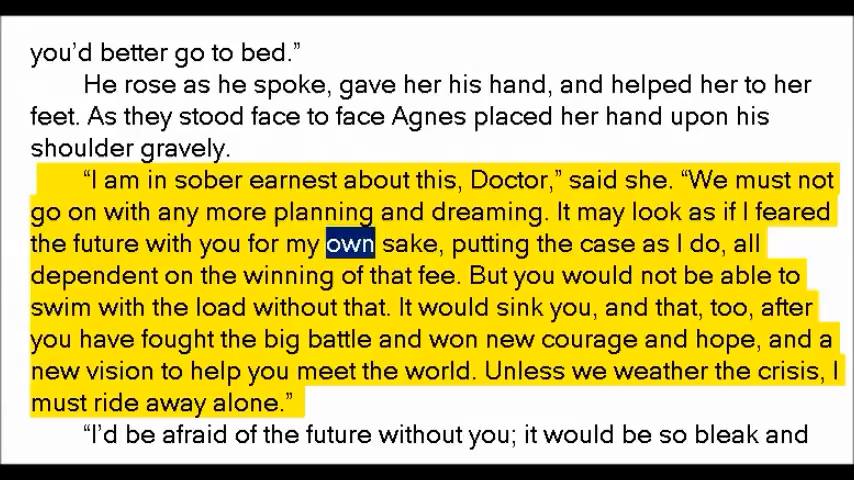 you’d better go to bed.”
He rose as he spoke, gave her his hand, and helped her to her
feet. As they stood face to face Agnes placed her hand upon his
shoulder gravely.
“I am in sober earnest about this, Doctor,” said she. “We must not
go on with any more planning and dreaming. It may look as if I feared
the future with you for my own sake, putting the case as I do, all
dependent on the winning of that fee. But you would not be able to
swim with the load without that. It would sink you, and that, too, after
you have fought the big battle and won new courage and hope, and a
new vision to help you meet the world. Unless we weather the crisis, I
must ride away alone.”
“I’d be afraid of the future without you; it would be so bleak and